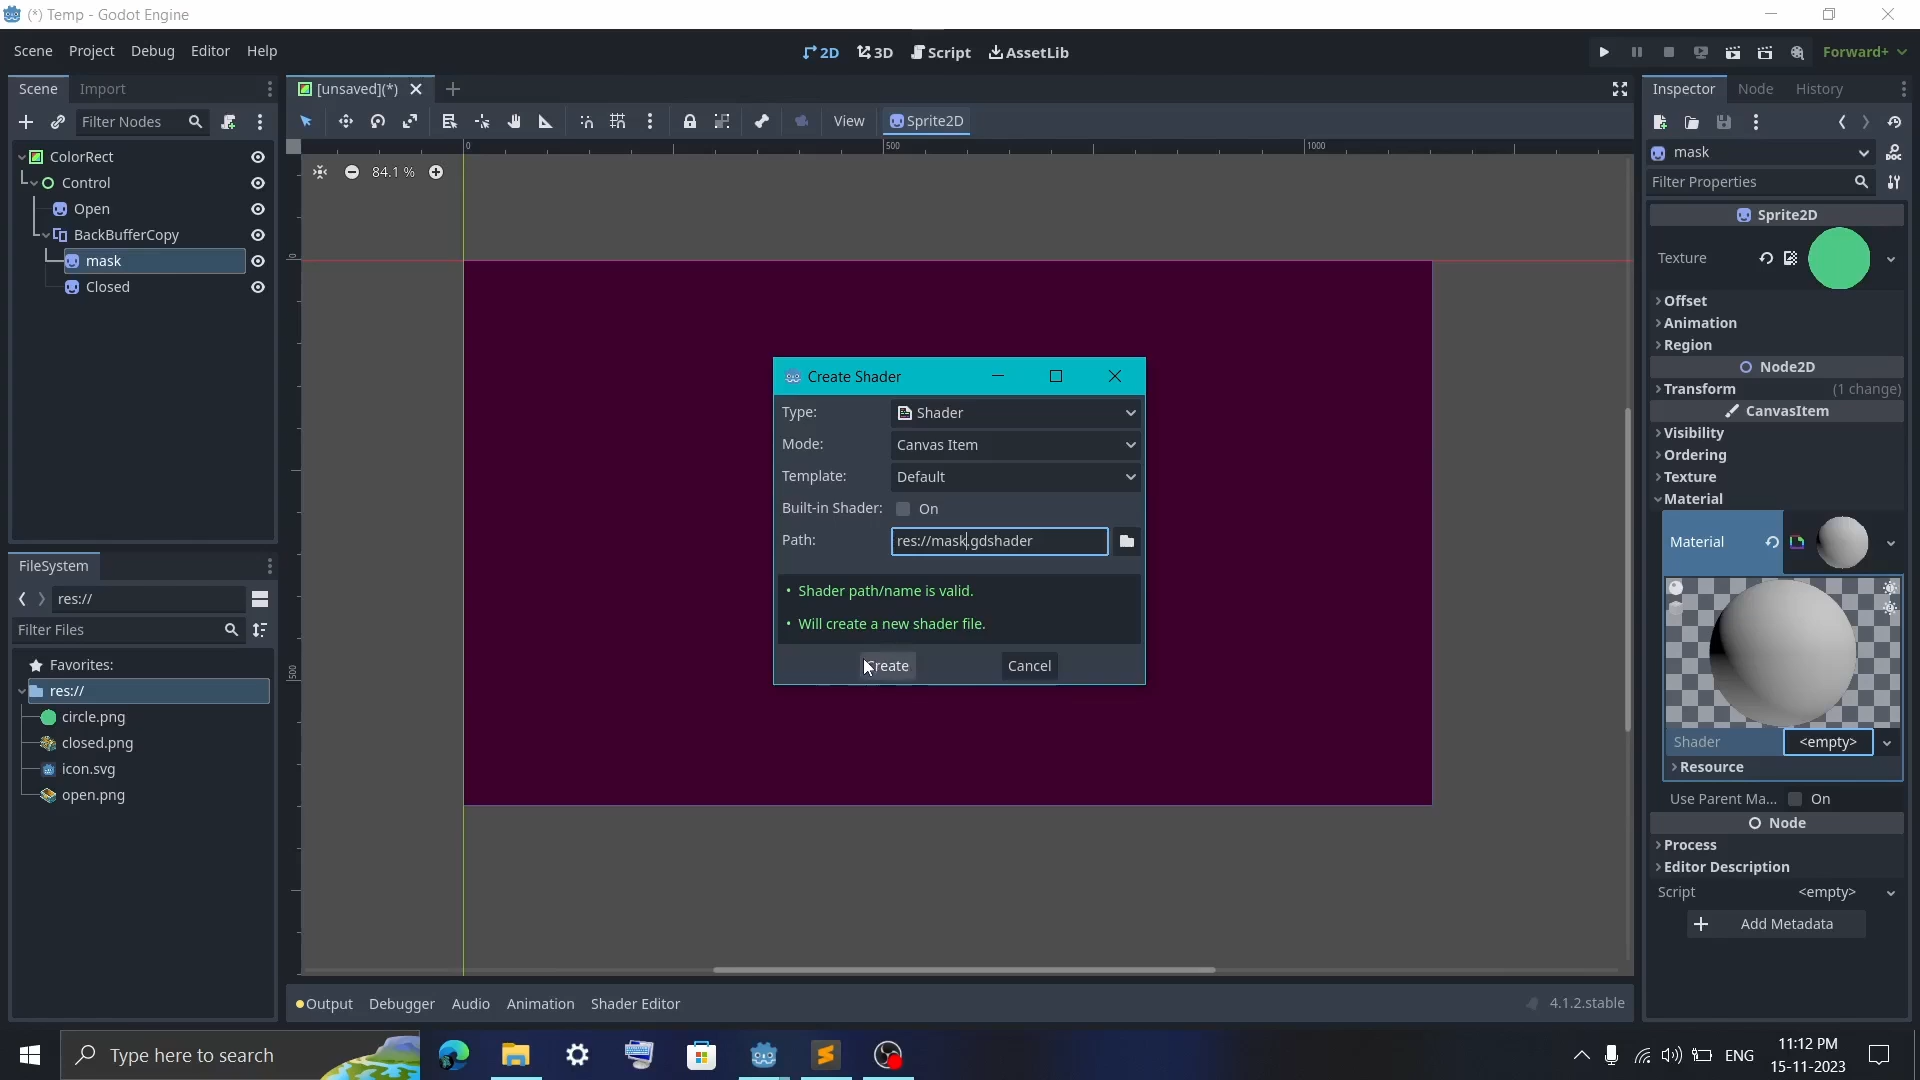 (*) Temp - Godot Engine
Scene Project Debug Editor Help
2D 3D Script AssetLib
Forward+
Scene Import
[unsaved](*)
Inspector Node History
Filter Nodes
View Sprite2D
mask
DOC
Filter Properties
ColorRect
Control
Open
BackBufferCopy
mask
Closed
0 500 1000
84.1 %
0
500
Sprite2D
Texture
Offset
Animation
Region
Node2D
Transform (1 change)
CanvasItem
Visibility
Ordering
Texture
Material
Material
Shader <empty>
Resource
Use Parent Ma... On
Node
Process
Editor Description
Script <empty>
Add Metadata
Create Shader
Type: Shader
Mode: Canvas Item
Template: Default
Built-in Shader: On
Path: res://mask.gdshader
• Shader path/name is valid.
• Will create a new shader file.
Create Cancel
FileSystem
res://
Filter Files
Favorites:
res://
circle.png
closed.png
icon.svg
open.png
Output Debugger Audio Animation Shader Editor
4.1.2.stable
Type here to search
ENG
11:12 PM
15-11-2023